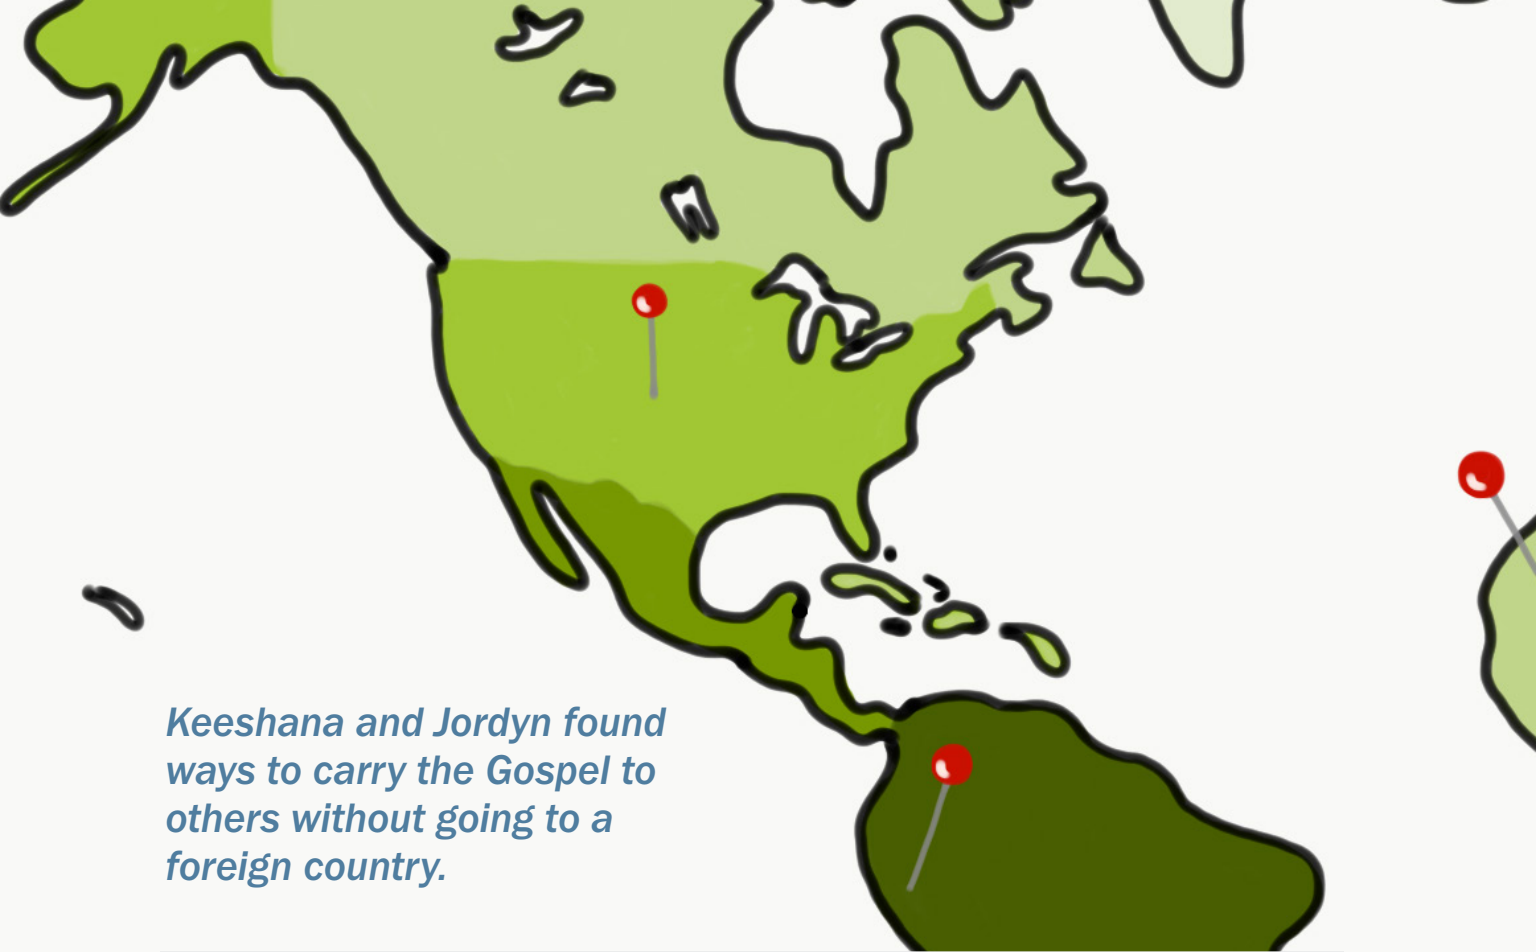 Keeshana and Jordyn found
ways to carry the Gospel to
others without going to a
foreign country.